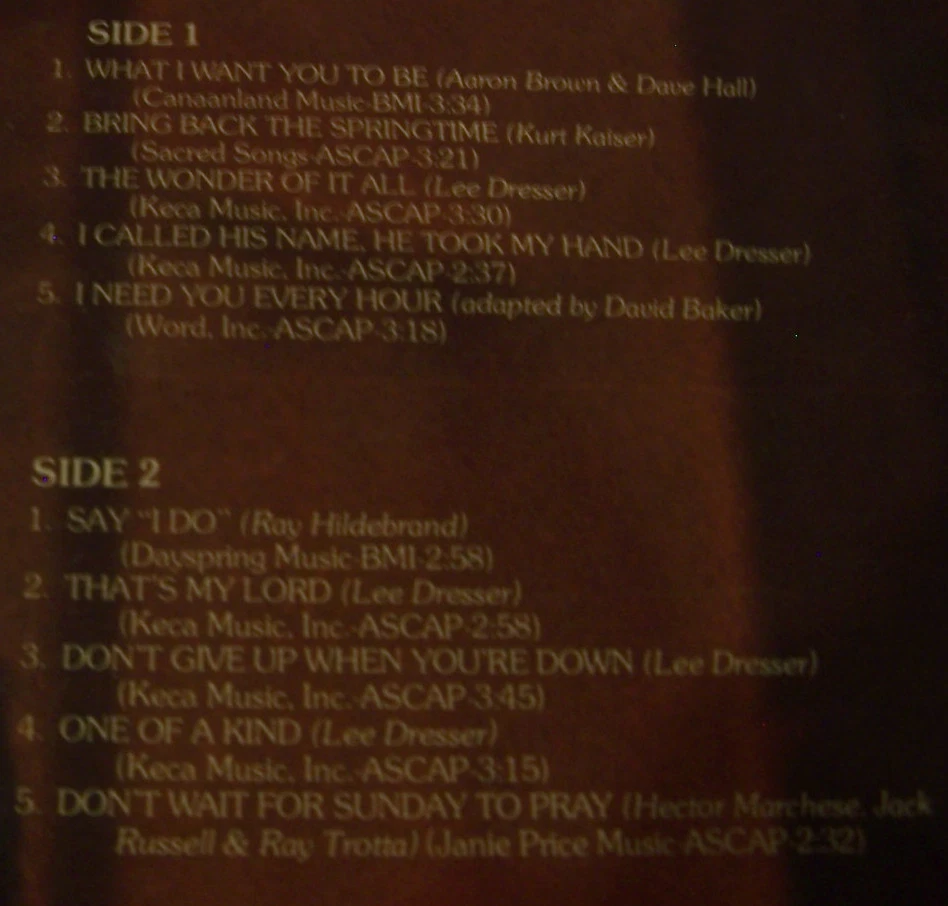 SIDE 1
1. WHAT I WANT YOU TO BE (Aaron Brown & Dave Hall)
(Canaanland Music-BMI-3:34)
2. BRING BACK THE SPRINGTIME (Kurt Kaiser)
(Sacred Songs-ASCAP-3:21)
3. THE WONDER OF IT ALL (Lee Dresser)
(Keca Music, Inc.-ASCAP-3:30)
4. I CALLED HIS NAME, HE TOOK MY HAND (Lee Dresser)
(Keca Music, Inc.-ASCAP-2:37)
5. I NEED YOU EVERY HOUR (adapted by David Baker)
(Word, Inc.-ASCAP-3:18)
SIDE 2
1. SAY "I DO" (Ray Hildebrand)
(Dayspring Music-BMI-2:58)
2. THAT'S MY LORD (Lee Dresser)
(Keca Music, Inc.-ASCAP-2:58)
3. DON'T GIVE UP WHEN YOU'RE DOWN (Lee Dresser)
(Keca Music, Inc.-ASCAP-3:45)
4. ONE OF A KIND (Lee Dresser)
(Keca Music, Inc.-ASCAP-3:15)
5. DON'T WAIT FOR SUNDAY TO PRAY (Hector Marchese, Jack
Russell & Ray Trotta) (Janie Price Music-ASCAP-2:32)